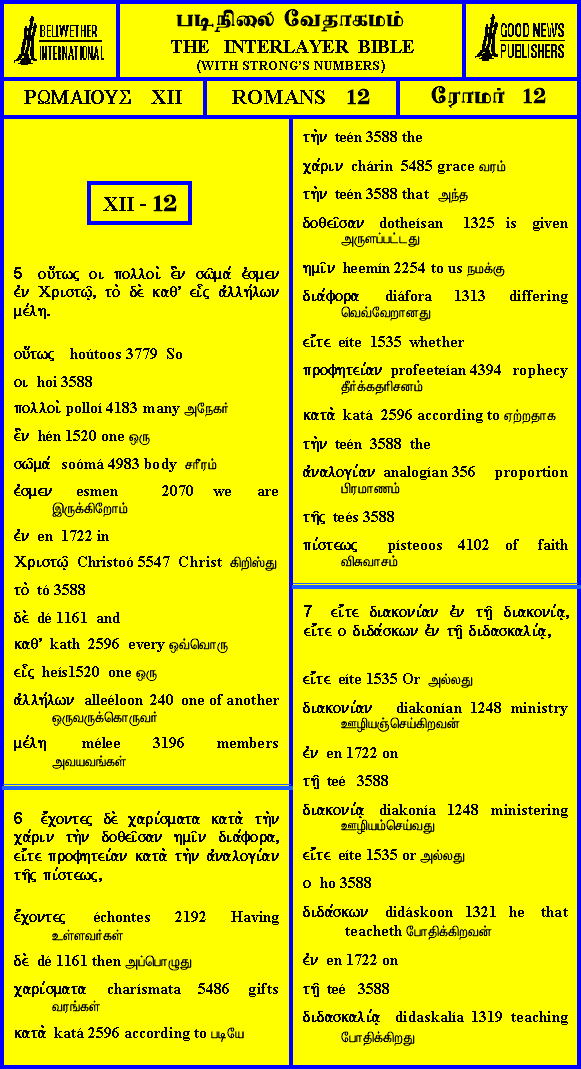 BELLWETHER
INTERNATIONAL
படிநிலை வேதாகமம்
THE INTERLAYER BIBLE
(WITH STRONG'S NUMBERS)
GOOD NEWS
PUBLISHERS
ΡΩΜΑΙΟΥΣ XII
ROMANS 12
ரோமர் 12
XII - 12
5 οὕτως οι πολλοὶ ἓν σῶμά ἐσμεν
ἐν Χριστῷ, τὸ δὲ καθ' εἷς ἀλλήλων
μέλη.
οὕτως hoútoos 3779 So
οι hoi 3588
πολλοὶ polloí 4183 many அநேகர்
ἓν hén 1520 one ஒரு
σῶμά soómá 4983 body சரீரம்
ἐσμεν esmen 2070 we are
இருக்கிறோம்
ἐν en 1722 in
Χριστῷ Christoó 5547 Christ கிறிஸ்து
τὸ tó 3588
δὲ dé 1161 and
καθ' kath 2596 every ஒவ்வொரு
εἷς heís1520 one ஒரு
ἀλλήλων alleéloon 240 one of another
ஒருவருக்கொருவர்
μέλη mélee 3196 members
அவயவங்கள்
6 ἔχοντες δὲ χαρίσματα κατὰ τὴν
χάριν τὴν δοθεῖσαν ημῖν διάφορα,
εἴτε προφητείαν κατὰ τὴν ἀναλογίαν
τῆς πίστεως,
ἔχοντες échontes 2192 Having
உள்ளவர்கள்
δὲ dé 1161 then அப்பொழுது
χαρίσματα charísmata 5486 gifts
வரங்கள்
κατὰ katá 2596 according to படியே
τὴν teén 3588 the
χάριν chárin 5485 grace வரம்
τὴν teén 3588 that அந்த
δοθεῖσαν dotheísan 1325 is given
அருளப்பட்டது
ημῖν heemín 2254 to us நமக்கு
διάφορα diáfora 1313 differing
வெவ்வேறானது
εἴτε eíte 1535 whether
προφητείαν profeeteían 4394 rophecy
தீர்க்கதரிசனம்
κατὰ katá 2596 according to ஏற்றதாக
τὴν teén 3588 the
ἀναλογίαν analogían 356 proportion
பிரமாணம்
τῆς teés 3588
πίστεως písteoos 4102 of faith
விசுவாசம்
7 εἴτε διακονίαν ἐν τῇ διακονίᾳ,
εἴτε ο διδάσκων ἐν τῇ διδασκαλίᾳ,
εἴτε eíte 1535 Or அல்லது
διακονίαν diakonían 1248 ministry
ஊழியஞ்செய்கிறவன்
ἐν en 1722 on
τῇ teé 3588
διακονίᾳ diakonía 1248 ministering
ஊழியம்செய்வது
εἴτε eíte 1535 or அல்லது
ο ho 3588
διδάσκων didáskoon 1321 he that
teacheth போதிக்கிறவன்
ἐν en 1722 on
τῇ teé 3588
διδασκαλίᾳ didaskalía 1319 teaching
போதிக்கிறது